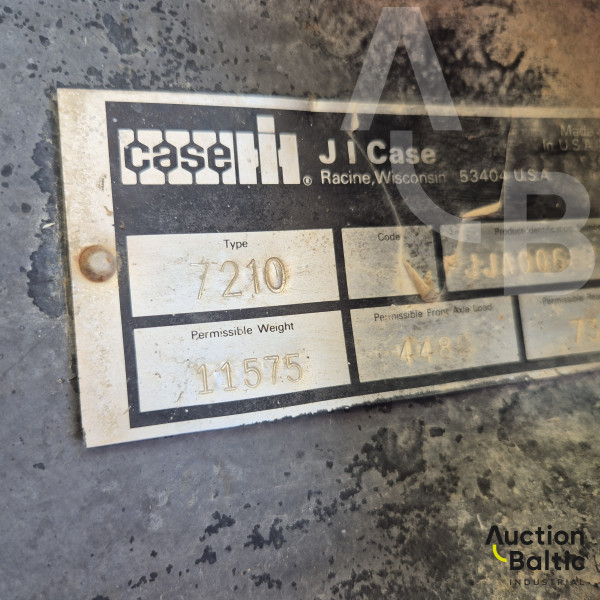 case IH ®
J I Case
Racine, Wisconsin 53404 U.S.A.
Made
In U.S.
Type
7210
Code
Permissible Weight
11575
Permissible Front Axle Load
ALB
Auction
Baltic
INDUSTRIAL